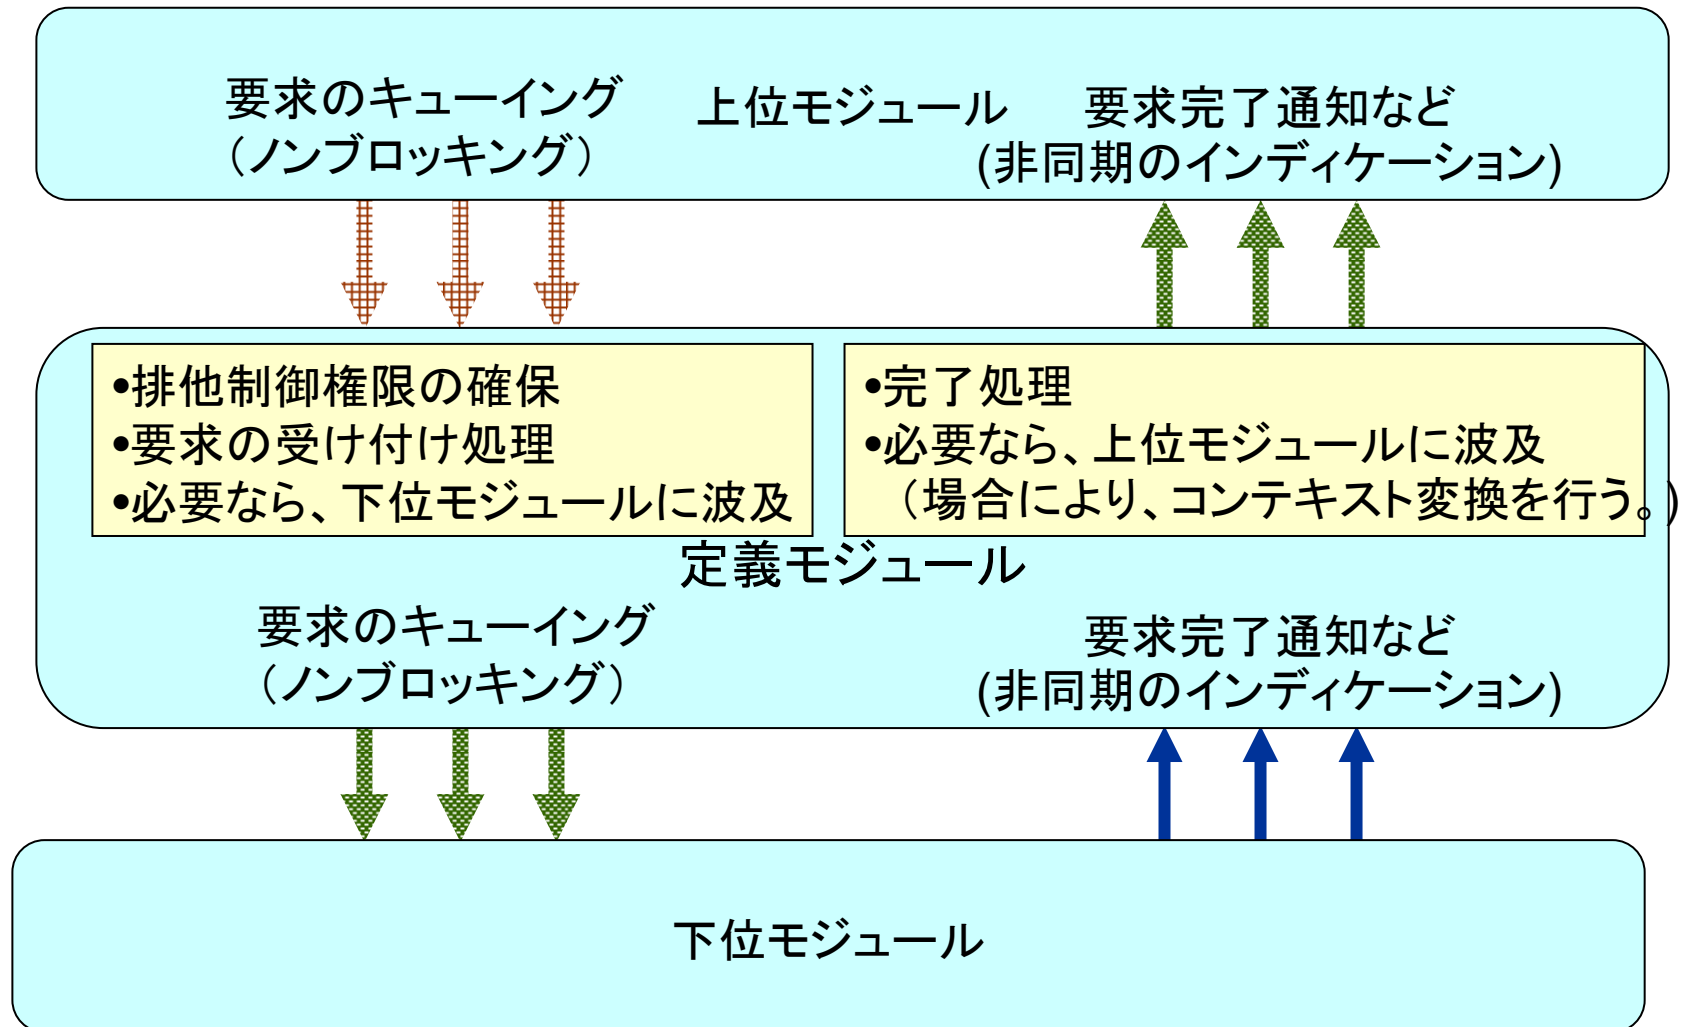 要求のキューイング
（ノンブロッキング）
上位モジュール
要求完了通知など
(非同期のインディケーション)
•排他制御権限の確保
•要求の受け付け処理
•必要なら、下位モジュールに波及
•完了処理
•必要なら、上位モジュールに波及
（場合により、コンテキスト変換を行う。)
定義モジュール
要求のキューイング
（ノンブロッキング）
要求完了通知など
(非同期のインディケーション)
下位モジュール